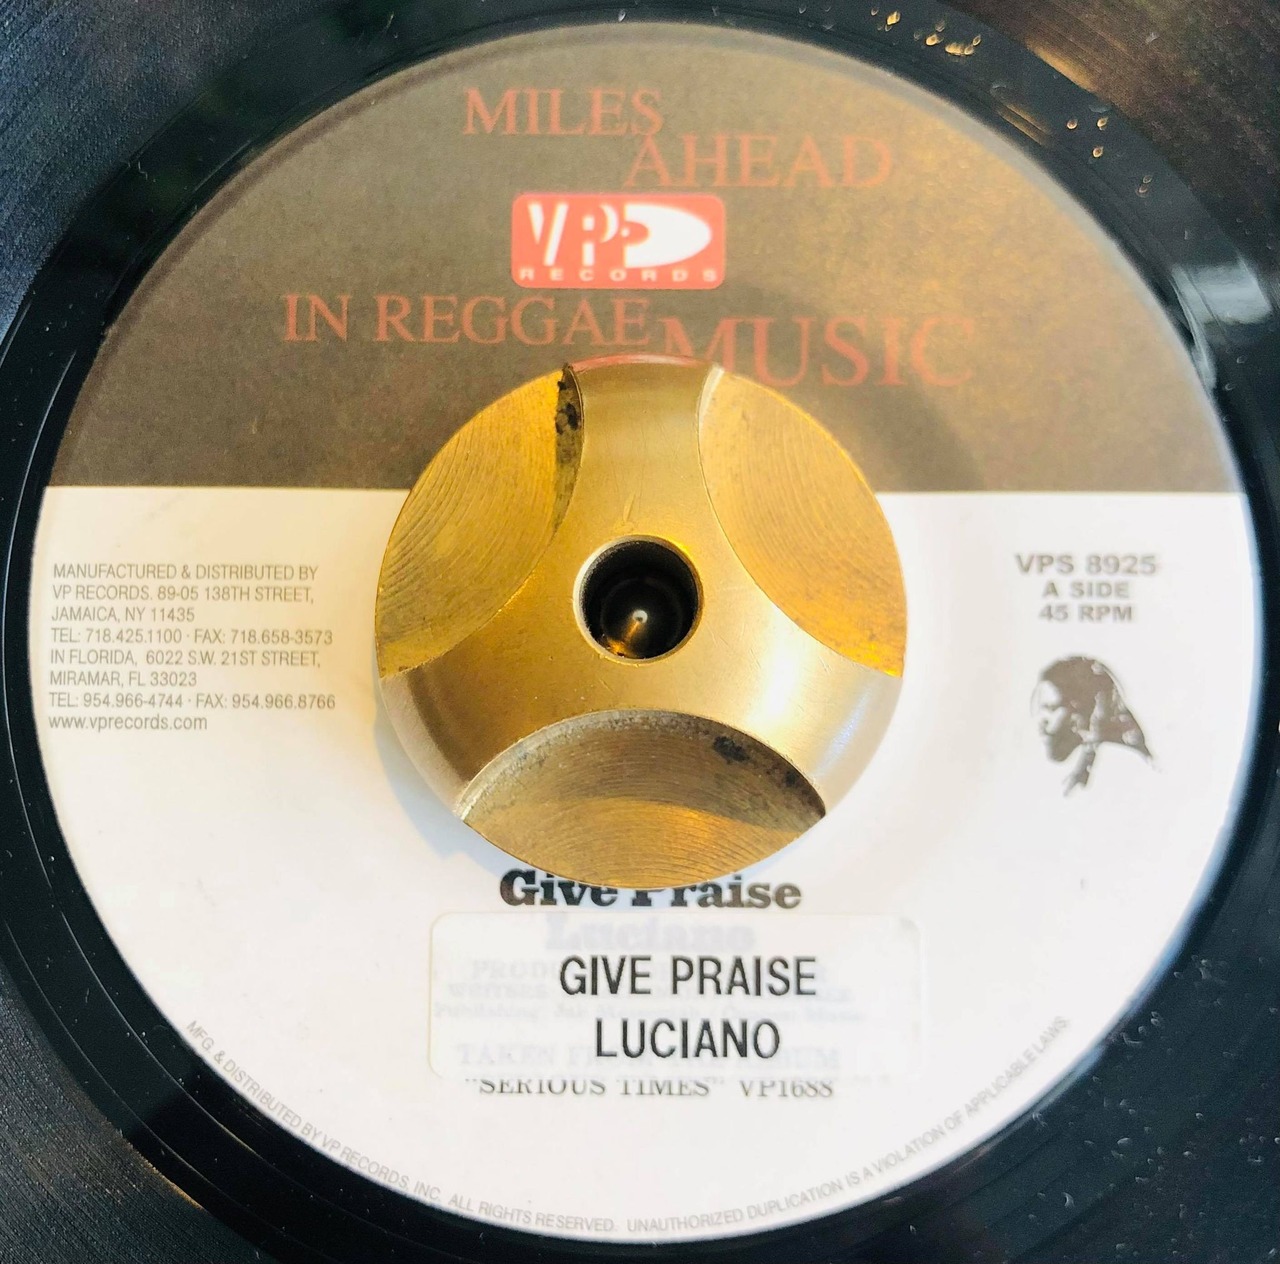 MILES
AHEAD
VP
RECORDS
IN REGGAE MUSIC
MANUFACTURED & DISTRIBUTED BY
VP RECORDS. 89-05 138TH STREET,
JAMAICA, NY 11435
TEL: 718.425.1100 · FAX: 718.658-3573
IN FLORIDA, 6022 S.W. 21ST STREET,
MIRAMAR, FL 33023
TEL: 954.966-4744 · FAX: 954.966.8766
www.vprecords.com
VPS 8925
A SIDE
45 RPM
Give Praise
Luciano
GIVE PRAISE
LUCIANO
TAKEN ALBUM
"SERIOUS TIMES" VP1688
MFG. & DISTRIBUTED BY VP RECORDS, INC. ALL RIGHTS RESERVED. UNAUTHORIZED DUPLICATION IS A VIOLATION OF APPLICABLE LAWS